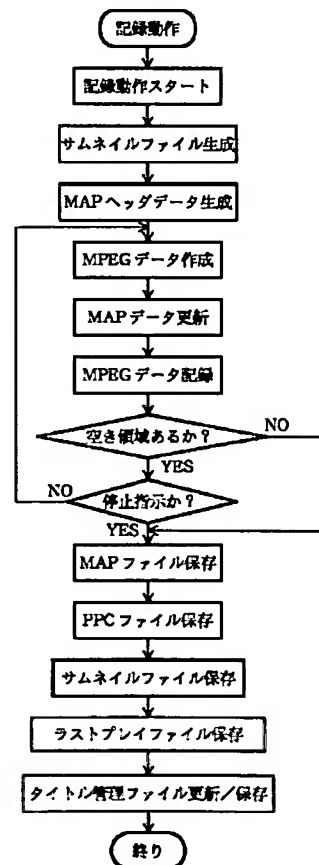 記録動作
記録動作スタート
サムネイルファイル生成
MAPヘッダデータ生成
MPEGデータ作成
MAPデータ更新
MPEGデータ記録
空き領域あるか？
NO
YES
NO
停止指示か？
YES
MAPファイル保存
PPCファイル保存
サムネイルファイル保存
ラストプレイファイル保存
タイトル管理ファイル更新／保存
終り